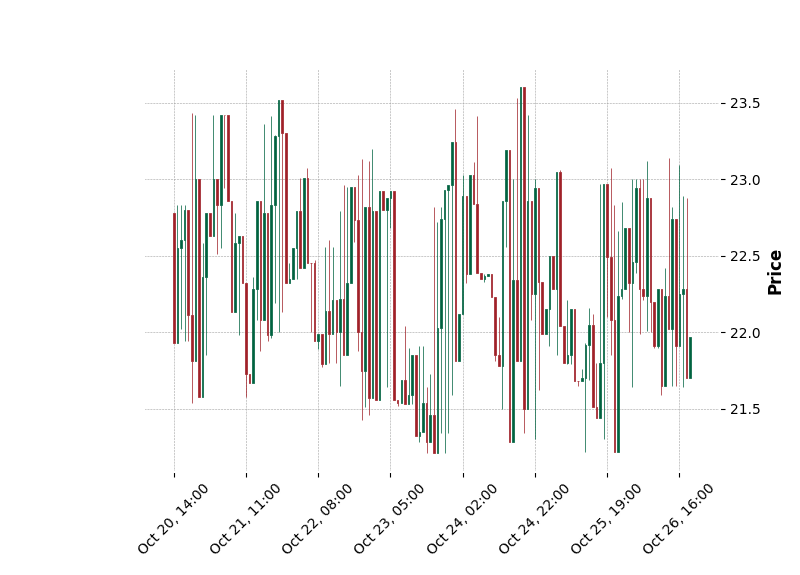 23.5
23.0
22.5
22.0
21.5
Price
Oct 20, 14:00
Oct 21, 11:00
Oct 22, 08:00
Oct 23, 05:00
Oct 24, 02:00
Oct 24, 22:00
Oct 25, 19:00
Oct 26, 16:00